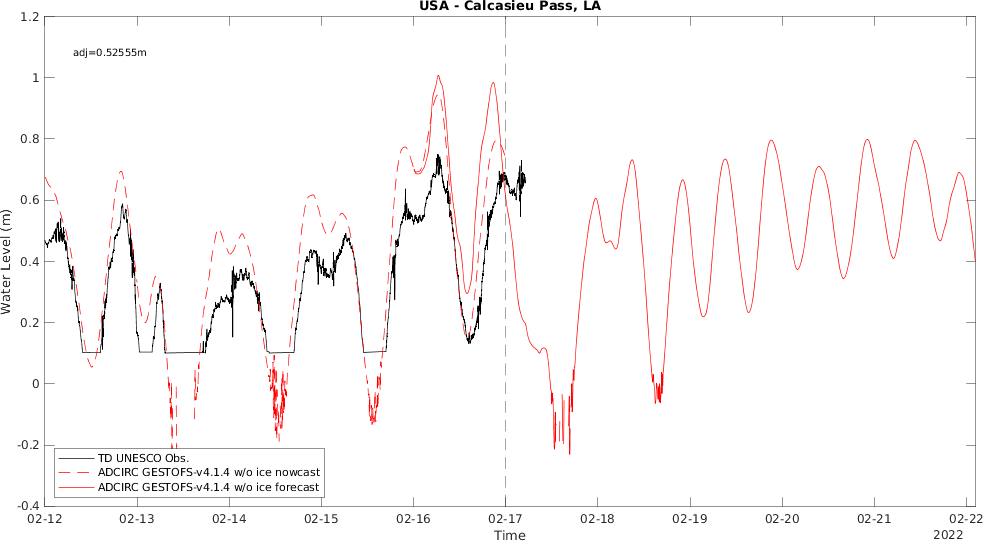 USA - Calcasieu Pass, LA
1.2
adj=0.52555m
1
0.8
0.6
0.4
0.2
0
-0.2
-0.4
Water Level (m)
TD UNESCO Obs.
ADCIRC GESTOFS-v4.1.4 w/o ice nowcast
ADCIRC GESTOFS-v4.1.4 w/o ice forecast
02-12 02-13 02-14 02-15 02-16 02-17 02-18 02-19 02-20 02-21 02-22
Time
2022